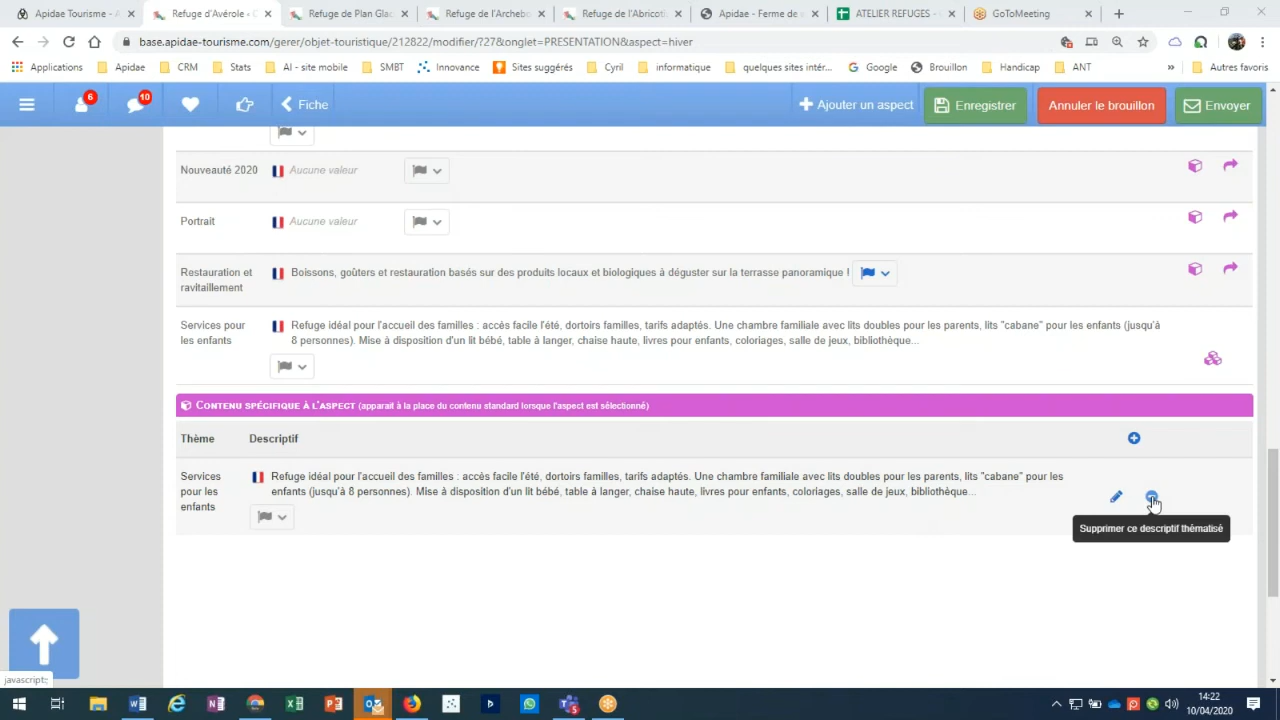 Apidae Tourisme - A
Refuge d'Avérole •
Refuge de Plan Glac
Refuge de l'Archebo
Refuge de l'Abricoti
Apidae - Ferme de
ATELIER REFUGES -
GoToMeeting
base.apidae-tourisme.com/gerer/objet-touristique/212822/modifier/?27&onglet=PRESENTATION&aspect=hiver
Applications
Apidae
CRM
Stats
AI - site mobile
SMBT
Innovance
Sites suggérés
Cyril
informatique
quelques sites intér...
Google
Brouillon
Handicap
ANT
»
Autres favoris
6
10
Fiche
Ajouter un aspect
Enregistrer
Annuler le brouillon
Envoyer
Nouveauté 2020
Aucune valeur
Portrait
Aucune valeur
Restauration et
ravitaillement
Boissons, goûters et restauration basés sur des produits locaux et biologiques à déguster sur la terrasse panoramique !
Services pour
les enfants
Refuge idéal pour l'accueil des familles : accès facile l'été, dortoirs familles, tarifs adaptés. Une chambre familiale avec lits doubles pour les parents, lits "cabane" pour les enfants (jusqu'à
8 personnes). Mise à disposition d'un lit bébé, table à langer, chaise haute, livres pour enfants, coloriages, salle de jeux, bibliothèque...
CONTENU SPÉCIFIQUE À L'ASPECT (apparait à la place du contenu standard lorsque l'aspect est sélectionné)
Thème
Descriptif
Services
pour les
enfants
Refuge idéal pour l'accueil des familles : accès facile l'été, dortoirs familles, tarifs adaptés. Une chambre familiale avec lits doubles pour les parents, lits "cabane" pour les
enfants (jusqu'à 8 personnes). Mise à disposition d'un lit bébé, table à langer, chaise haute, livres pour enfants, coloriages, salle de jeux, bibliothèque...
Supprimer ce descriptif thématisé
javascript:
14:22
10/04/2020